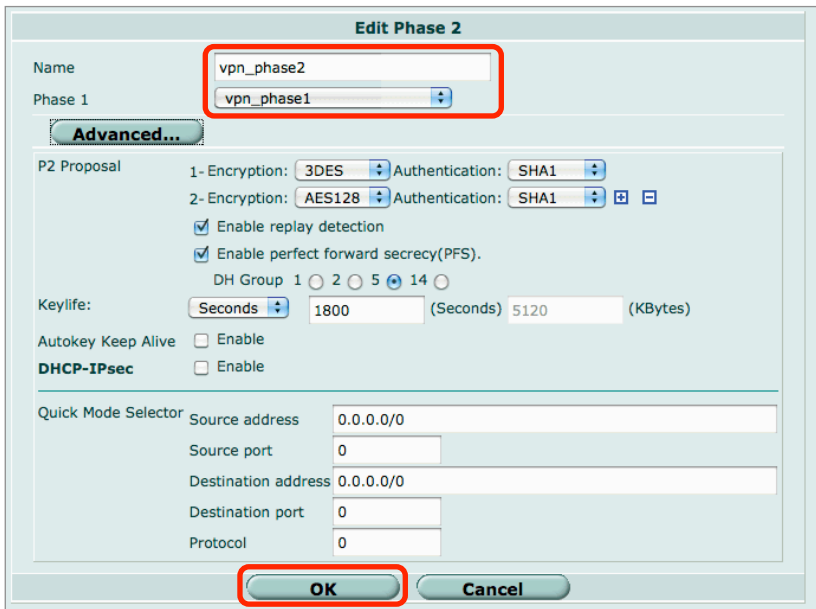 Edit Phase 2
Name vpn_phase2
Phase 1 vpn_phase1
Advanced...
P2 Proposal 1- Encryption: 3DES Authentication: SHA1
2- Encryption: AES128 Authentication: SHA1
Enable replay detection
Enable perfect forward secrecy(PFS).
DH Group 1 2 5 14
Keylife: Seconds 1800 (Seconds) 5120 (KBytes)
Autokey Keep Alive Enable
DHCP-IPsec Enable
Quick Mode Selector Source address 0.0.0.0/0
Source port 0
Destination address 0.0.0.0/0
Destination port 0
Protocol 0
OK Cancel